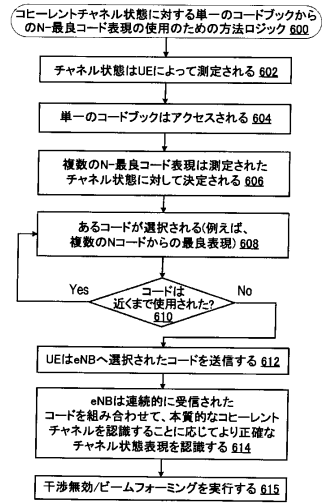 コヒーレントチャネル状態に対する単一のコードブックから
のN-最良コード表現の使用のための方法ロジック 600
チャネル状態はUEによって測定される 602
単一のコードブックはアクセスされる 604
複数のN-最良コード表現は測定された
チャネル状態に対して決定される 606
あるコードが選択される(例えば、
複数のNコードからの最良表現) 608
Yes
コードは
近くまで使用された?
610
No
UEはeNBへ選択されたコードを送信する 612
eNBは連続的に受信された
コードを組み合わせて、本質的なコヒーレント
チャネルを認識することに応じてより正確な
チャネル状態表現を認識する 614
干渉無効/ビームフォーミングを実行する 615